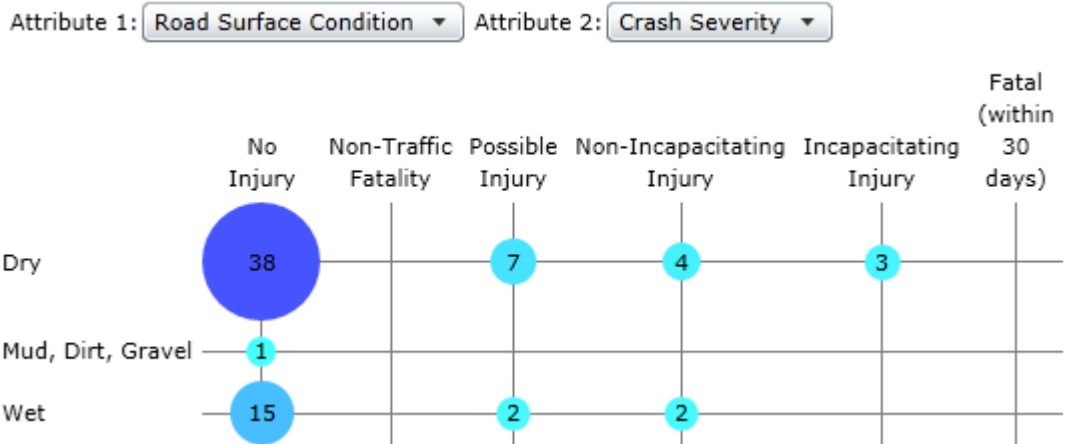 Attribute 1: Road Surface Condition Attribute 2: Crash Severity
Fatal
(within
No Non-Traffic Possible Non-Incapacitating Incapacitating 30
Injury Fatality Injury Injury Injury days)
Dry 38 7 4 3
Mud, Dirt, Gravel 1
Wet 15 2 2